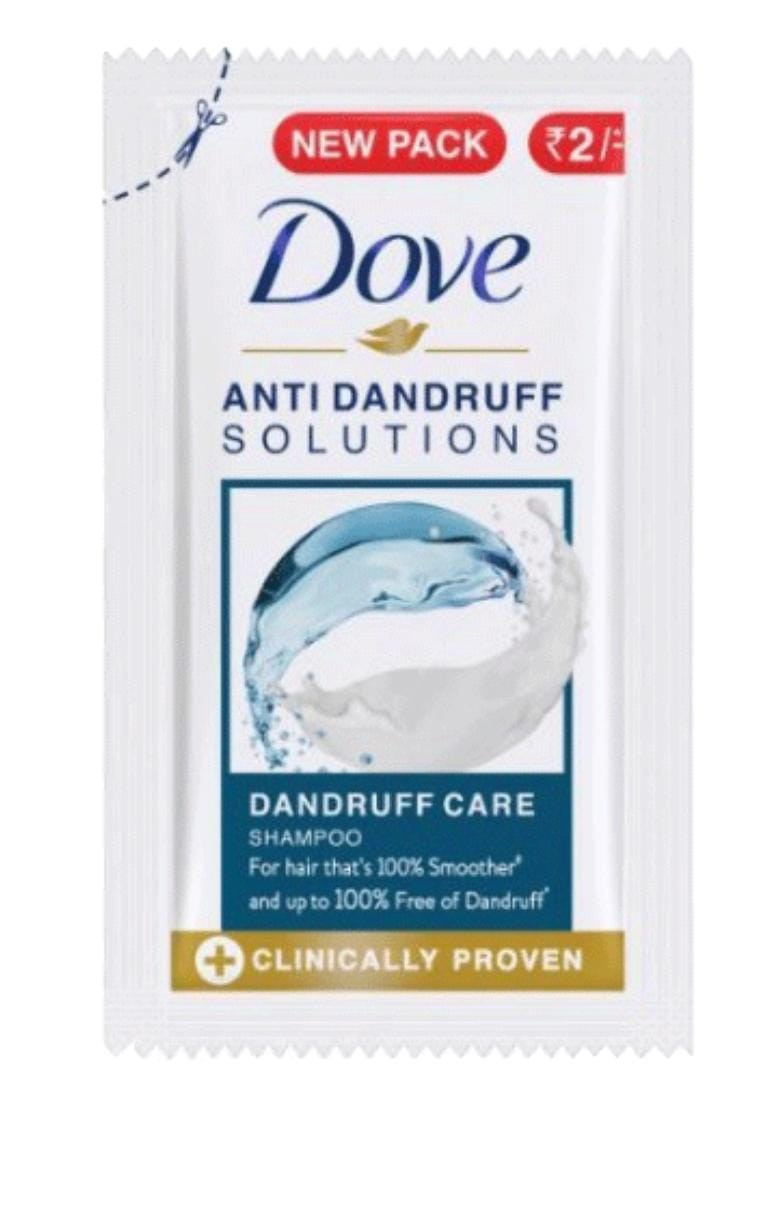 NEW PACK ₹2/-*
Dove
ANTI DANDRUFF
SOLUTIONS
DANDRUFF CARE
SHAMPOO
For hair that's 100% Smoother*
and up to 100% Free of Dandruff*
CLINICALLY PROVEN